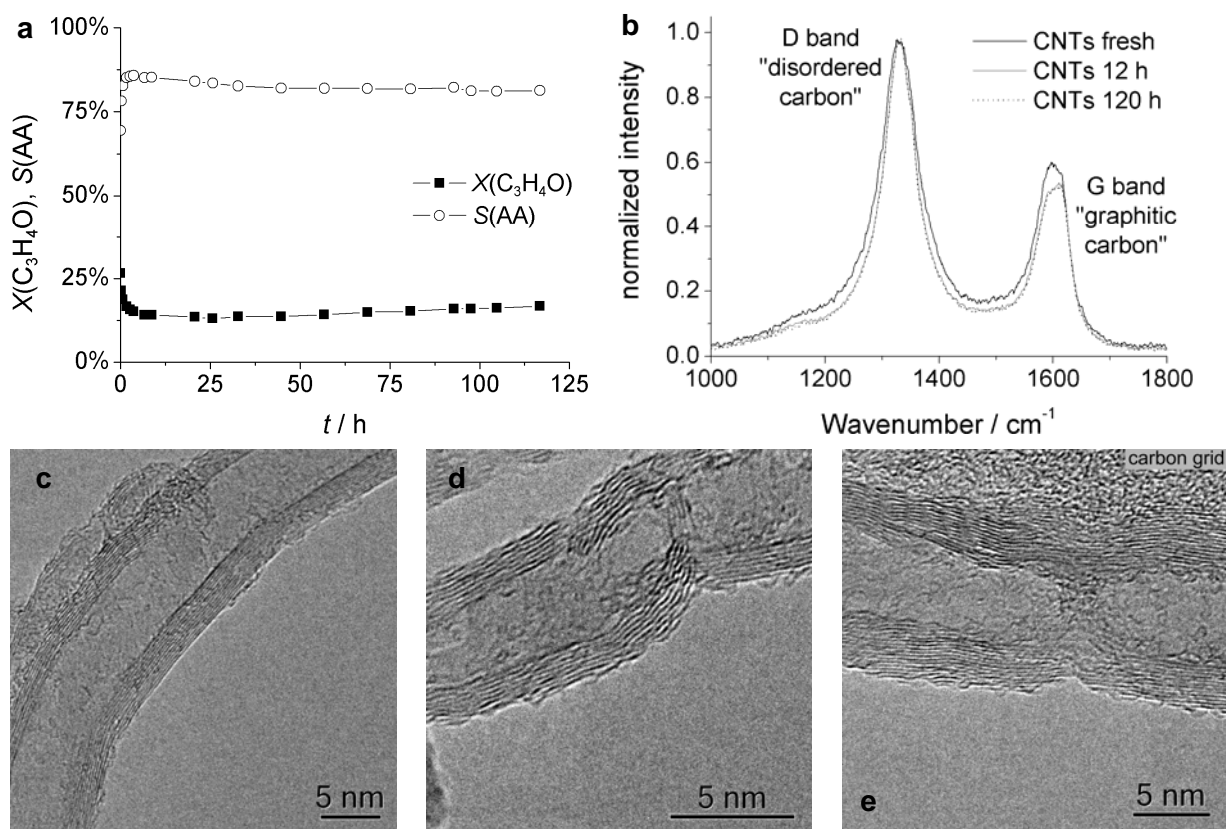 a
100%
75%
50%
25%
0%
X(C₃H₄O), S(AA)
X(C₃H₄O)
S(AA)
0 25 50 75 100 125
t / h
b
1.0
0.8
0.6
0.4
0.2
0.0
normalized intensity
D band
"disordered
carbon"
CNTs fresh
CNTs 12 h
CNTs 120 h
G band
"graphitic
carbon"
1000 1200 1400 1600 1800
Wavenumber / cm⁻¹
c
5 nm
d
5 nm
carbon grid
e
5 nm